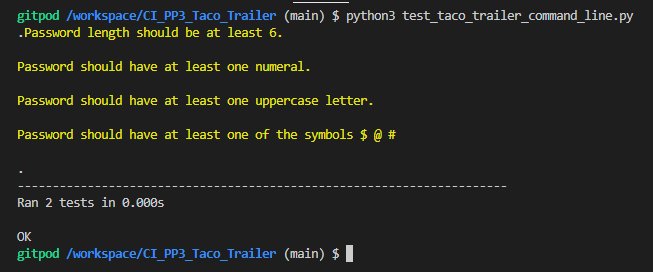 gitpod /workspace/CI_PP3_Taco_Trailer (main) $ python3 test_taco_trailer_command_line.py
.Password length should be at least 6.
Password should have at least one numeral.
Password should have at least one uppercase letter.
Password should have at least one of the symbols $ @ #
.
----------------------------------------------------------------------
Ran 2 tests in 0.000s
OK
gitpod /workspace/CI_PP3_Taco_Trailer (main) $